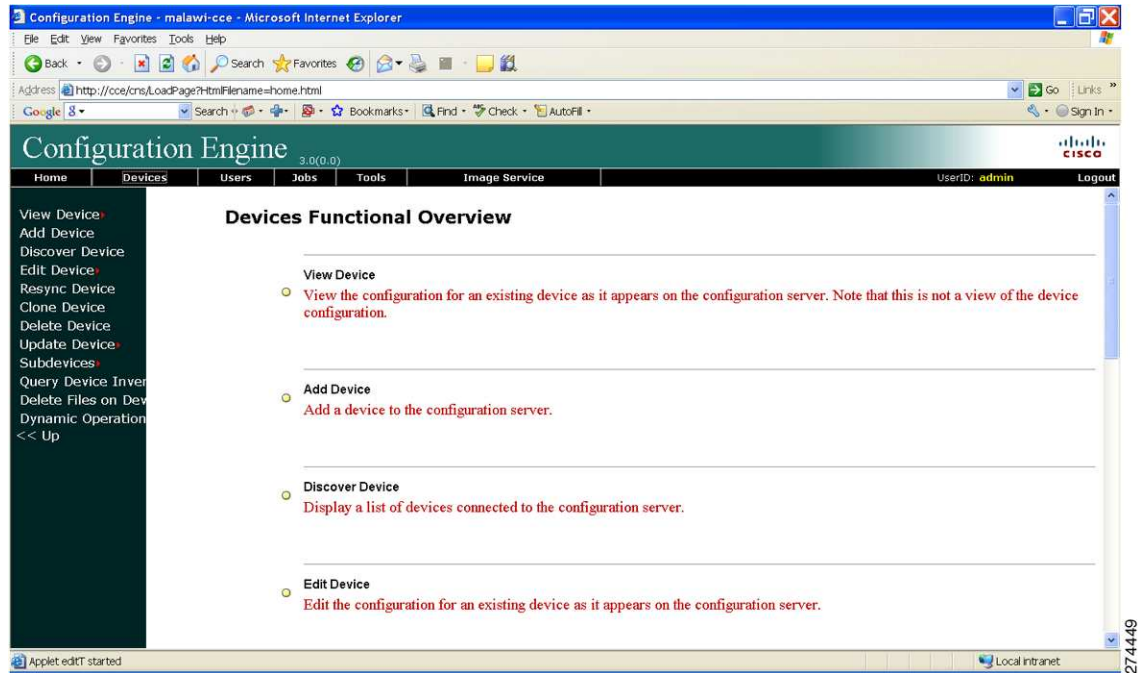 Configuration Engine - malawi-cce - Microsoft Internet Explorer
File Edit View Favorites Tools Help
Back Search Favorites
Address http://cce/cns/LoadPage?HtmlFilename=home.html Go Links »
Google Search Bookmarks Find Check AutoFill Sign In
Configuration Engine 3.0(0.0)
CISCO
Home Devices Users Jobs Tools Image Service UserID: admin Logout
View Device
Add Device
Discover Device
Edit Device
Resync Device
Clone Device
Delete Device
Update Device
Subdevices
Query Device Inver
Delete Files on Dev
Dynamic Operation
<< Up
Devices Functional Overview
View Device
View the configuration for an existing device as it appears on the configuration server. Note that this is not a view of the device
configuration.
Add Device
Add a device to the configuration server.
Discover Device
Display a list of devices connected to the configuration server.
Edit Device
Edit the configuration for an existing device as it appears on the configuration server.
Applet editT started
Local intranet
274449